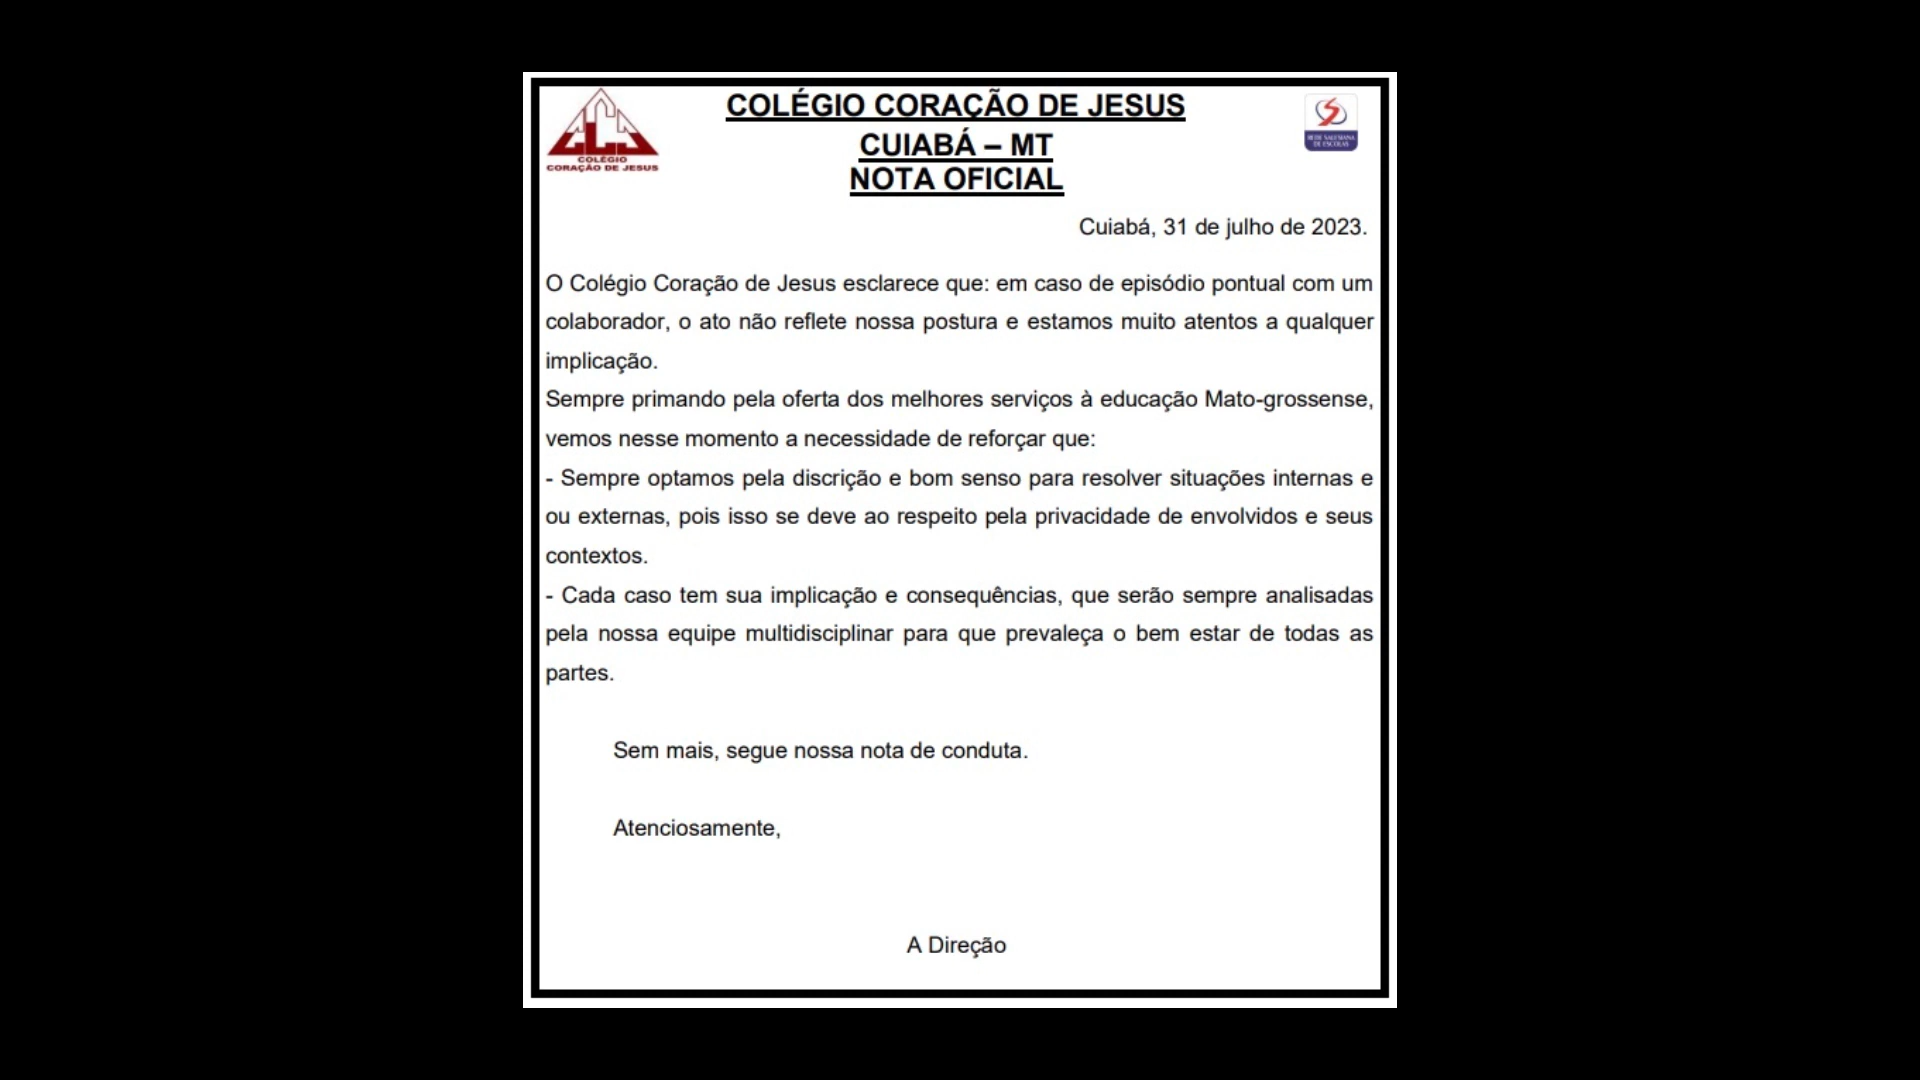 COLÉGIO CORAÇÃO DE JESUS
CUIABÁ – MT
NOTA OFICIAL
COLÉGIO
CORAÇÃO DE JESUS
REDE SALESIANA
DE ESCOLAS
Cuiabá, 31 de julho de 2023.
O Colégio Coração de Jesus esclarece que: em caso de episódio pontual com um
colaborador, o ato não reflete nossa postura e estamos muito atentos a qualquer
implicação.
Sempre primando pela oferta dos melhores serviços à educação Mato-grossense,
vemos nesse momento a necessidade de reforçar que:
- Sempre optamos pela discrição e bom senso para resolver situações internas e
ou externas, pois isso se deve ao respeito pela privacidade de envolvidos e seus
contextos.
- Cada caso tem sua implicação e consequências, que serão sempre analisadas
pela nossa equipe multidisciplinar para que prevaleça o bem estar de todas as
partes.
Sem mais, segue nossa nota de conduta.
Atenciosamente,
A Direção